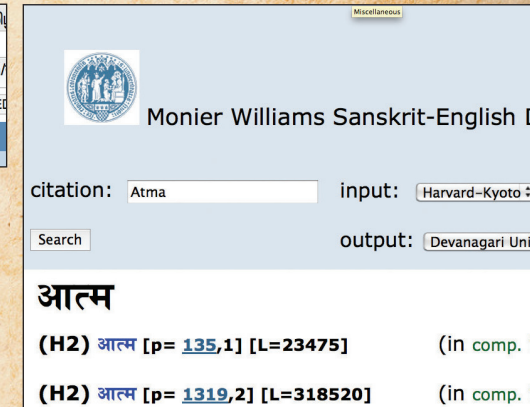 Miscellaneous
Monier Williams Sanskrit-English D
citation: Atma input: Harvard-Kyoto
Search output: Devanagari Uni
आत्म
(H2) आत्म [p= 135,1] [L=23475] (in comp.
(H2) आत्म [p= 1319,2] [L=318520] (in comp.